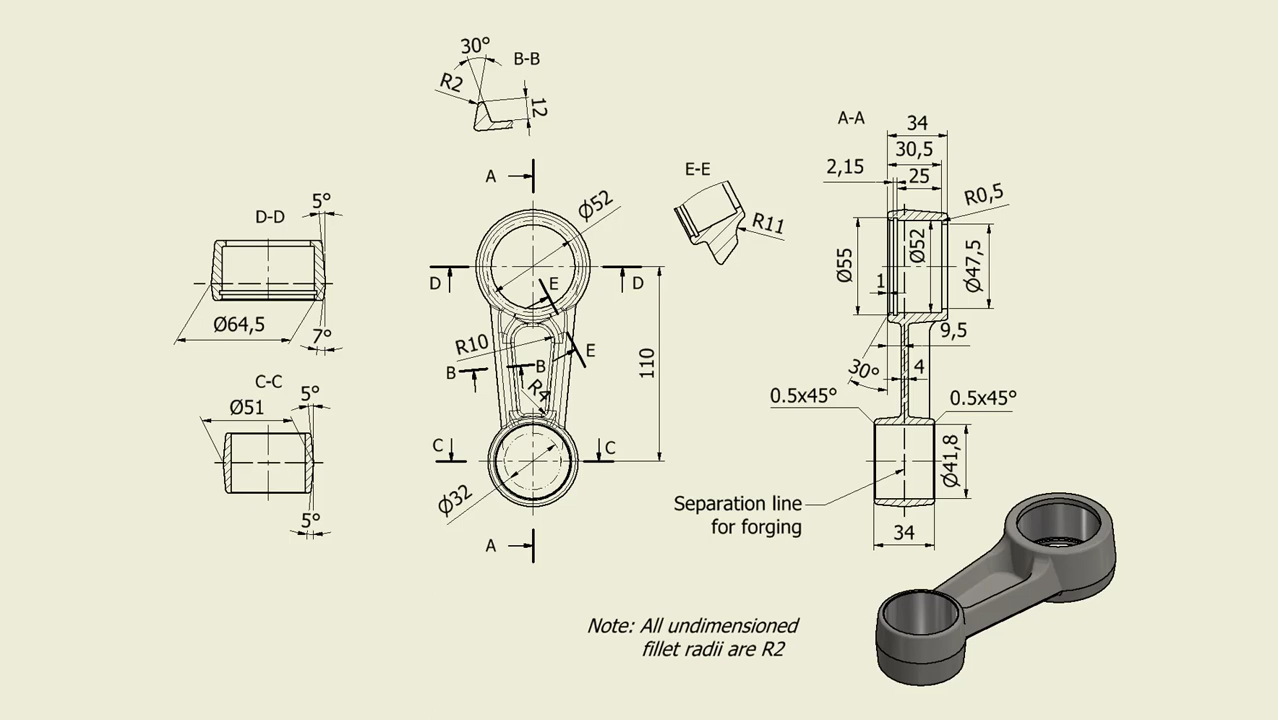 30°
B-B
R2
12
A-A
34
30,5
2,15
25
R0,5
Ø55
Ø52
Ø47,5
1
9,5
30°
4
0.5x45°
0.5x45°
Ø41,8
34
Separation line
for forging
E-E
R11
A
Ø52
D
D
E
E
R10
B
B
R4
110
C
C
Ø32
A
5°
D-D
Ø64,5
7°
C-C
5°
Ø51
5°
Note: All undimensioned
fillet radii are R2